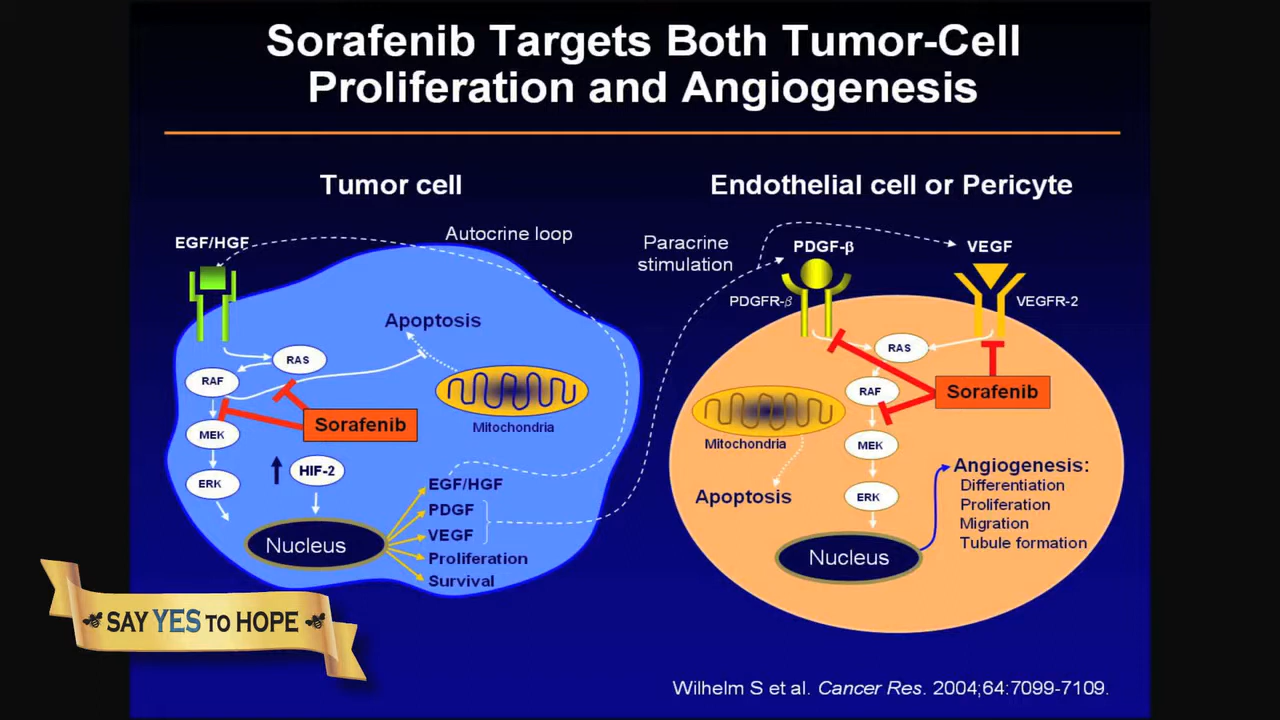 Sorafenib Targets Both Tumor-Cell
Proliferation and Angiogenesis
Tumor cell
EGF/HGF
Autocrine loop
Apoptosis
RAS
RAF
Mitochondria
Sorafenib
MEK
HIF-2
ERK
EGF/HGF
PDGF
VEGF
Proliferation
Survival
Nucleus
Endothelial cell or Pericyte
Paracrine
stimulation
PDGF-β
VEGF
PDGFR-β
VEGFR-2
RAS
RAF
Sorafenib
Mitochondria
MEK
Apoptosis
ERK
Angiogenesis:
Differentiation
Proliferation
Migration
Tubule formation
Nucleus
SAY YES TO HOPE
Wilhelm S et al. Cancer Res. 2004;64:7099-7109.